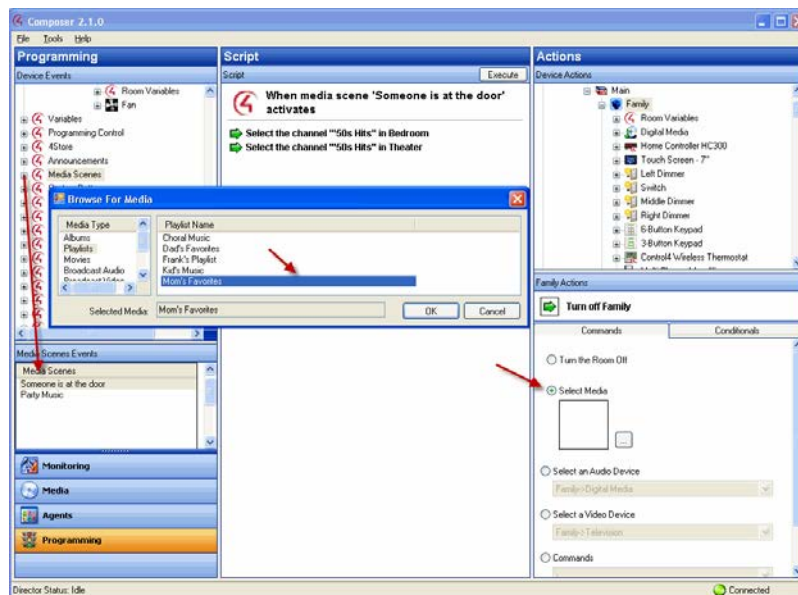 Composer 2.1.0
File Tools Help
Programming
Device Events
Room Variables
Fan
Variables
Programming Control
4Store
Announcements
Media Scenes
Script
Script
Execute
When media scene 'Someone is at the door'
activates
Select the channel "'50s Hits" in Bedroom
Select the channel "'50s Hits" in Theater
Actions
Device Actions
Main
Family
Room Variables
Digital Media
Home Controller HC300
Touch Screen - 7"
Left Dimmer
Switch
Middle Dimmer
Right Dimmer
6-Button Keypad
3-Button Keypad
Control4 Wireless Thermostat
Browse For Media
Media Type
Albums
Playlists
Movies
Broadcast Audio
Playlist Name
Choral Music
Dad's Favorites
Frank's Playlist
Kid's Music
Mom's Favorites
Selected Media: Mom's Favorites
OK
Cancel
Media Scenes Events
Media Scenes
Someone is at the door
Party Music
Monitoring
Media
Agents
Programming
Family Actions
Turn off Family
Commands
Conditionals
Turn the Room Off
Select Media
...
Select an Audio Device
Family->Digital Media
Select a Video Device
Family->Television
Commands
Director Status: Idle
Connected